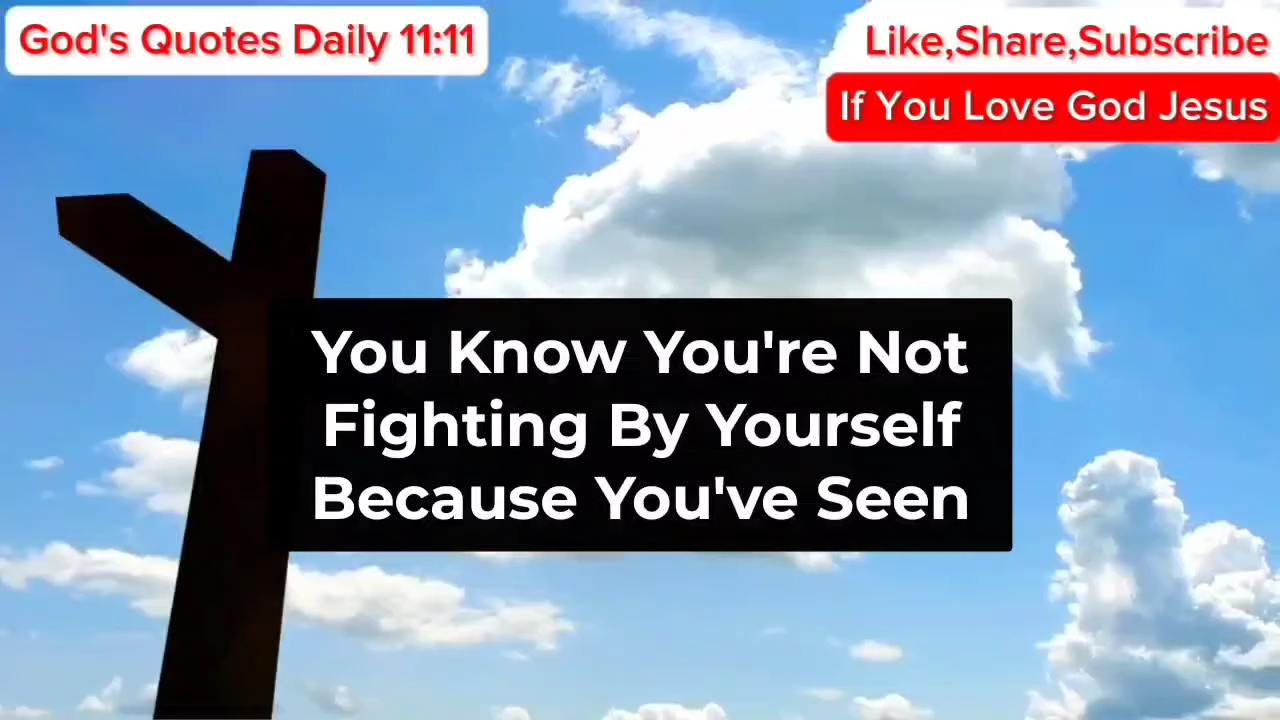 God's Quotes Daily 11:11
Like,Share,Subscribe
If You Love God Jesus
You Know You're Not
Fighting By Yourself
Because You've Seen